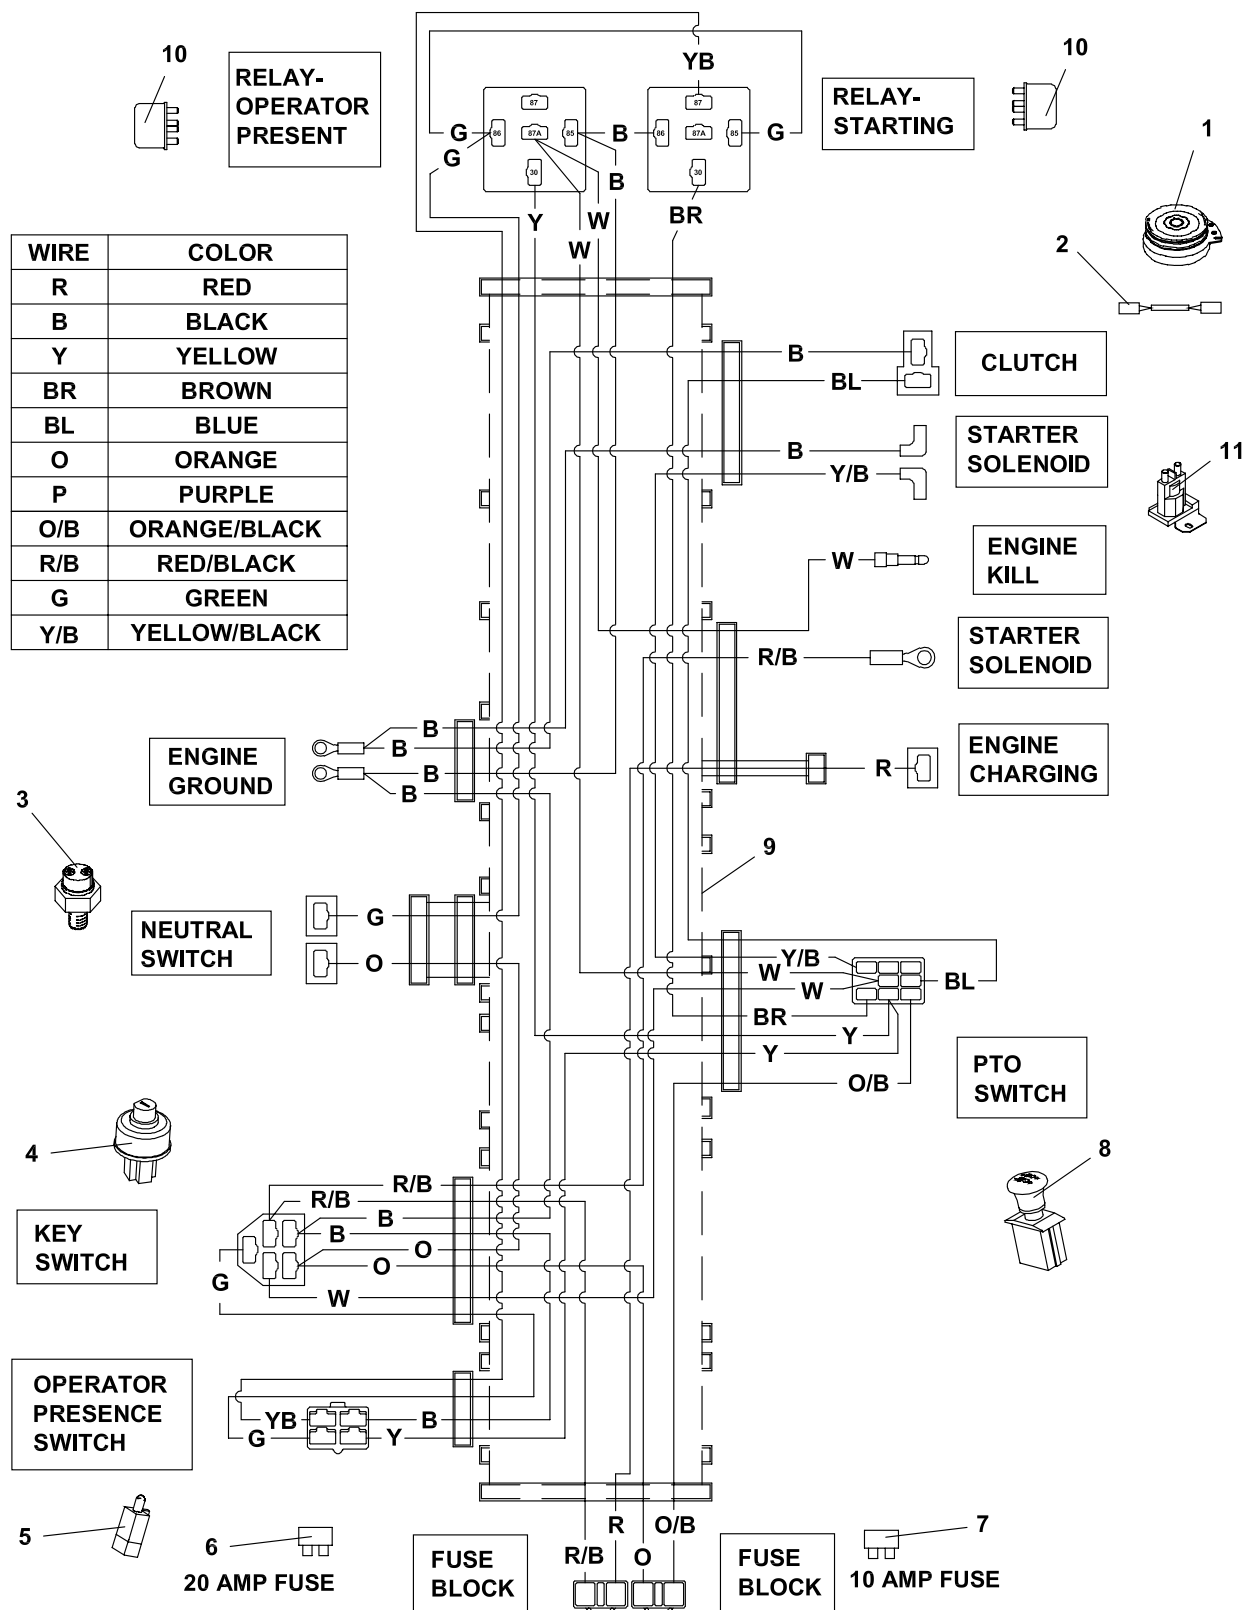 10
RELAY-
OPERATOR
PRESENT
YB
RELAY-
STARTING
10
87
86
87A
85
30
87
86
87A
85
30
G
G
B
B
G
Y
W
W
BR
1
2
WIRE COLOR
R RED
B BLACK
Y YELLOW
BR BROWN
BL BLUE
O ORANGE
P PURPLE
O/B ORANGE/BLACK
R/B RED/BLACK
G GREEN
Y/B YELLOW/BLACK
B
BL
CLUTCH
B
Y/B
STARTER
SOLENOID
11
W
ENGINE
KILL
R/B
STARTER
SOLENOID
ENGINE
GROUND
B
B
B
B
R
ENGINE
CHARGING
3
9
NEUTRAL
SWITCH
G
O
Y/B
W
W
BL
BR
Y
Y
O/B
PTO
SWITCH
4
8
KEY
SWITCH
R/B
R/B
B
B
O
O
G
W
OPERATOR
PRESENCE
SWITCH
YB
B
G
Y
5
6
20 AMP FUSE
FUSE
BLOCK
R/B
R
O
O/B
FUSE
BLOCK
7
10 AMP FUSE